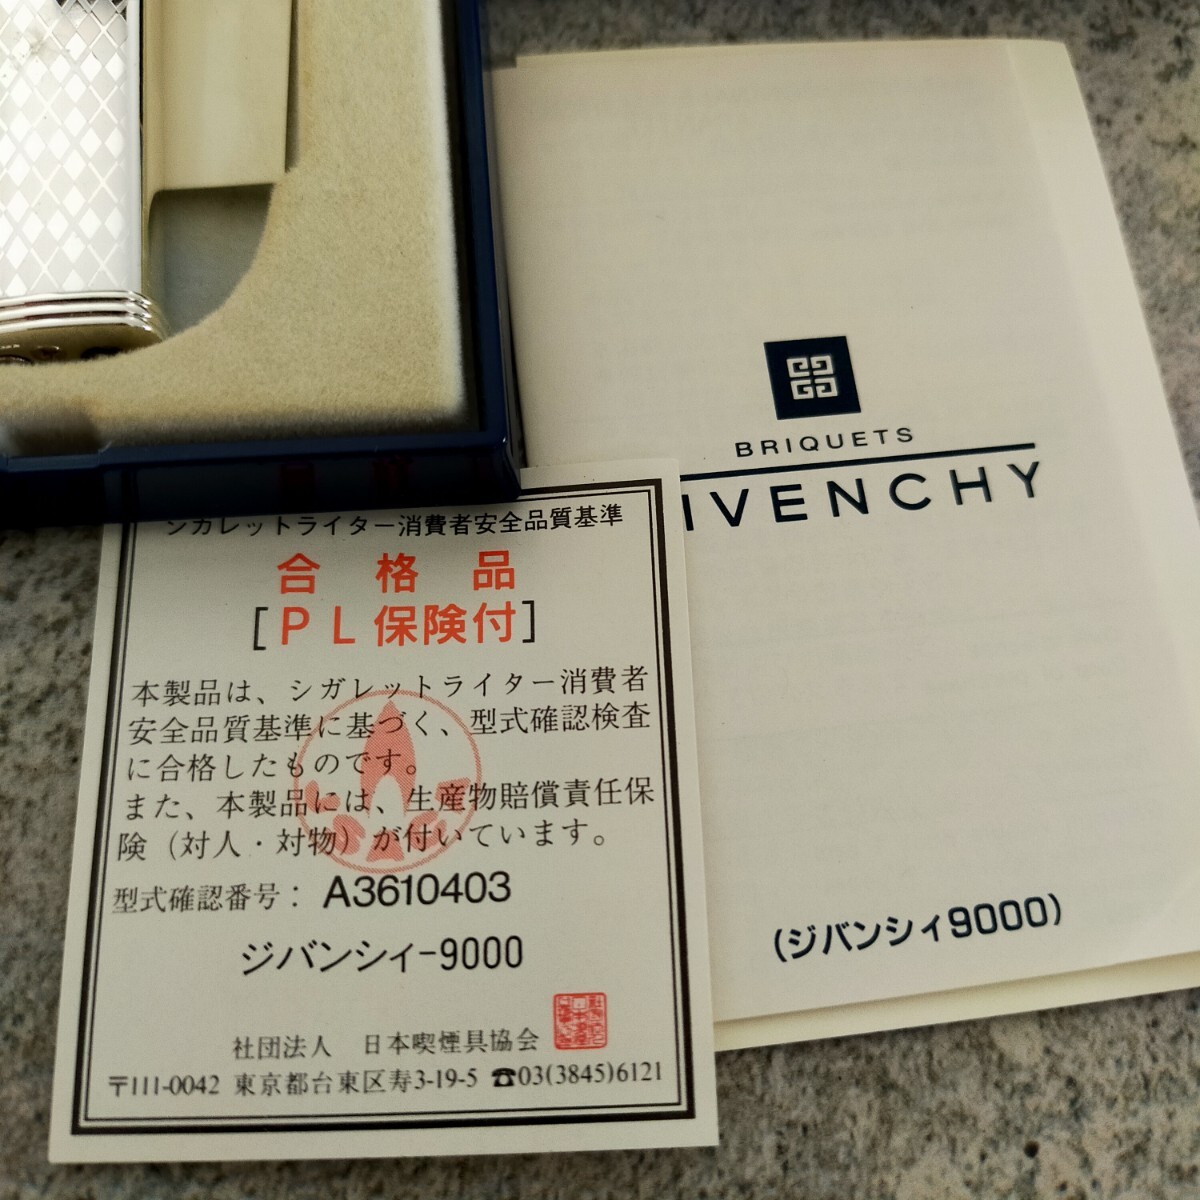 BRIQUETS
IVENCHY
(ジバンシィ9000)
シガレットライター消費者安全品質基準
合格品
[PL保険付]
本製品は、シガレットライター消費者
安全品質基準に基づく、型式確認検査
に合格したものです。
また、本製品には、生産物賠償責任保
険(対人・対物)が付いています。
型式確認番号: A3610403
ジバンシィ-9000
社団法人 日本喫煙具協会
〒111-0042 東京都台東区寿3-19-5 ☎03(3845)6121